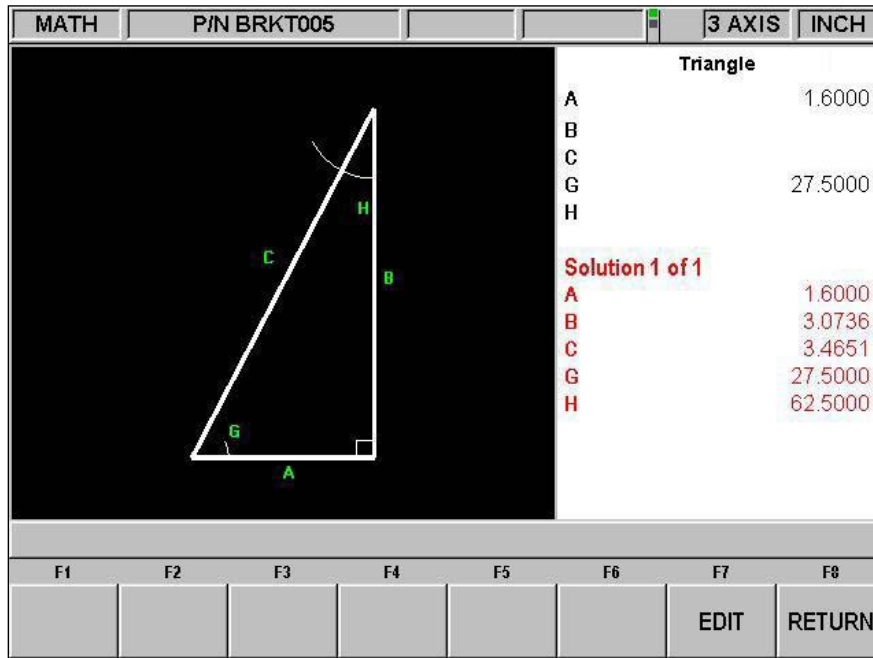 MATH P/N BRKT005 3 AXIS INCH
Triangle
A 1.6000
B
C
G 27.5000
H
Solution 1 of 1
A 1.6000
B 3.0736
C 3.4651
G 27.5000
H 62.5000
H
C
B
G
A
F1 F2 F3 F4 F5 F6 F7 F8
EDIT RETURN